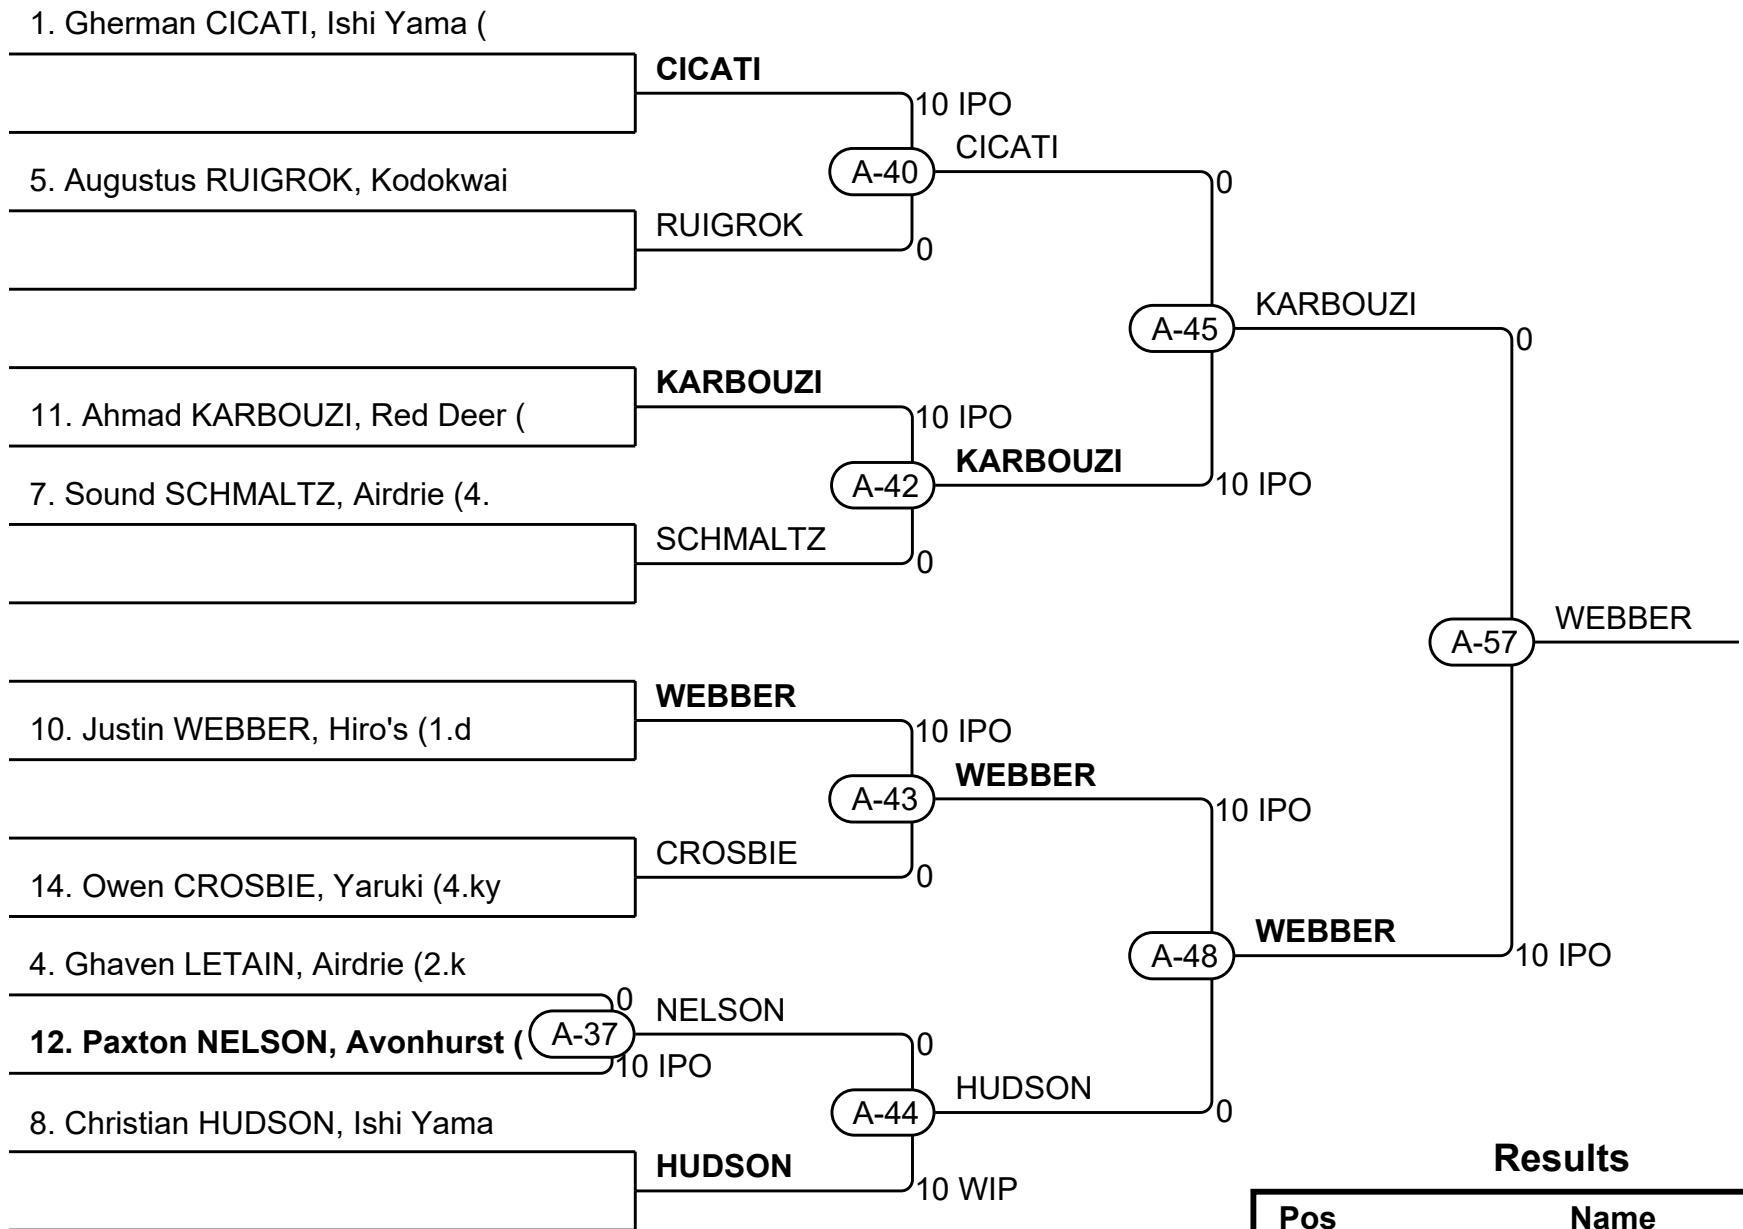 1. Gherman CICATI, Ishi Yama (
CICATI
10 IPO
CICATI
A-40
5. Augustus RUIGROK, Kodokwai
0
RUIGROK
0
KARBOUZI
A-45
0
KARBOUZI
10 IPO
11. Ahmad KARBOUZI, Red Deer (
KARBOUZI
A-42
10 IPO
7. Sound SCHMALTZ, Airdrie (4.
SCHMALTZ
0
WEBBER
A-57
WEBBER
10. Justin WEBBER, Hiro's (1.d
10 IPO
WEBBER
A-43
10 IPO
CROSBIE
0
14. Owen CROSBIE, Yaruki (4.ky
WEBBER
A-48
10 IPO
4. Ghaven LETAIN, Airdrie (2.k
0
NELSON
12. Paxton NELSON, Avonhurst (
A-37
0
10 IPO
HUDSON
A-44
0
8. Christian HUDSON, Ishi Yama
HUDSON
10 WIP
Results
Pos Name